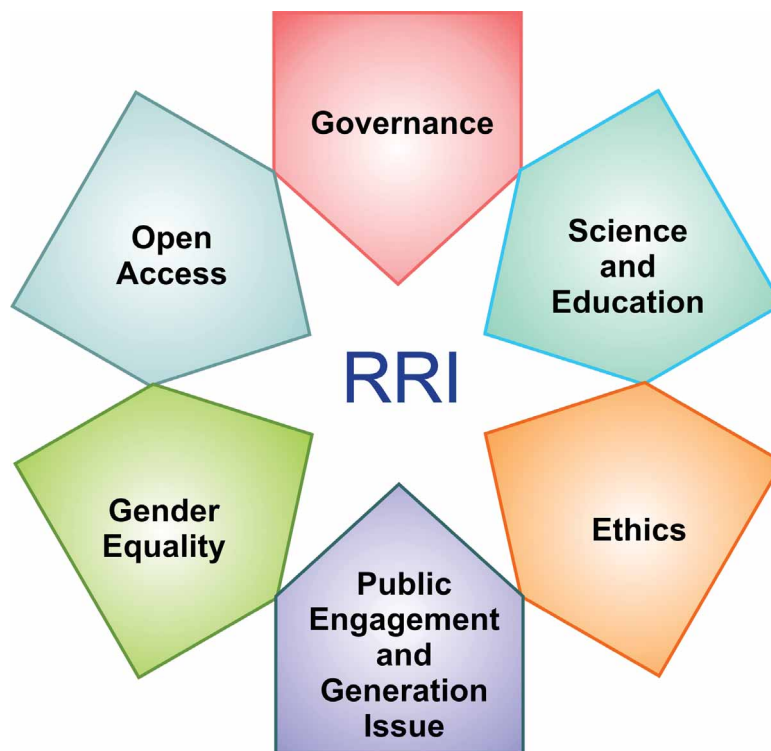 Governance
Open
Access
Science
and
Education
RRI
Gender
Equality
Ethics
Public
Engagement
and
Generation
Issue